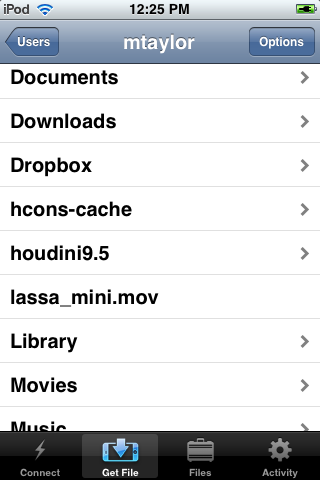 iPod 12:25 PM
Users mtaylor Options
Documents
Downloads
Dropbox
hcons-cache
houdini9.5
lassa_mini.mov
Library
Movies
Music
Connect Get File Files Activity